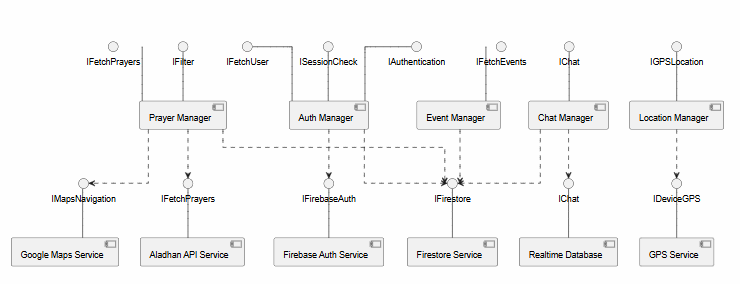 IFetchPrayers
IFilter
IFetchUser
ISessionCheck
IAuthentication
IFetchEvents
IChat
IGPSLocation
Prayer Manager
Auth Manager
Event Manager
Chat Manager
Location Manager
IMapsNavigation
IFetchPrayers
IFirebaseAuth
IFirestore
IChat
IDeviceGPS
Google Maps Service
Aladhan API Service
Firebase Auth Service
Firestore Service
Realtime Database
GPS Service